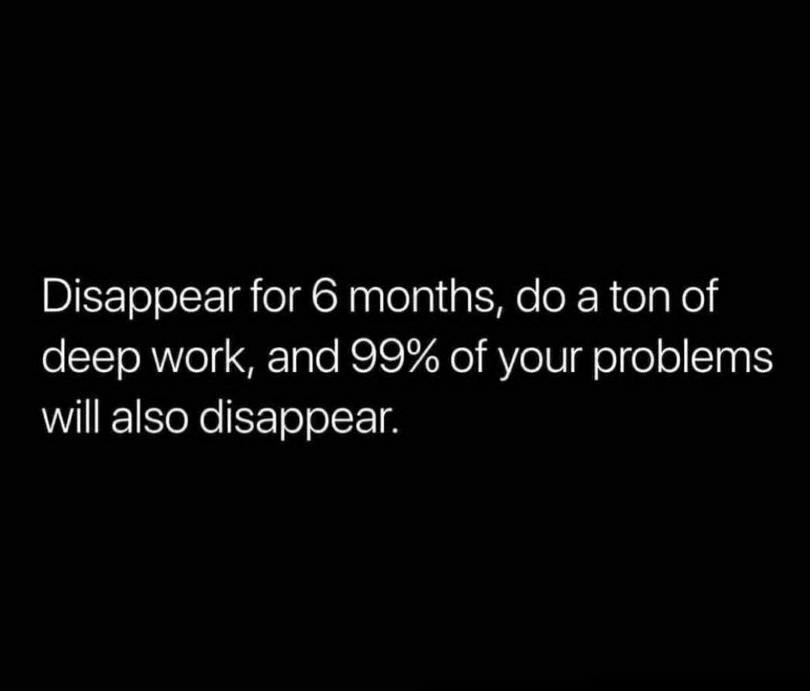 Disappear for 6 months, do a ton of
deep work, and 99% of your problems
will also disappear.